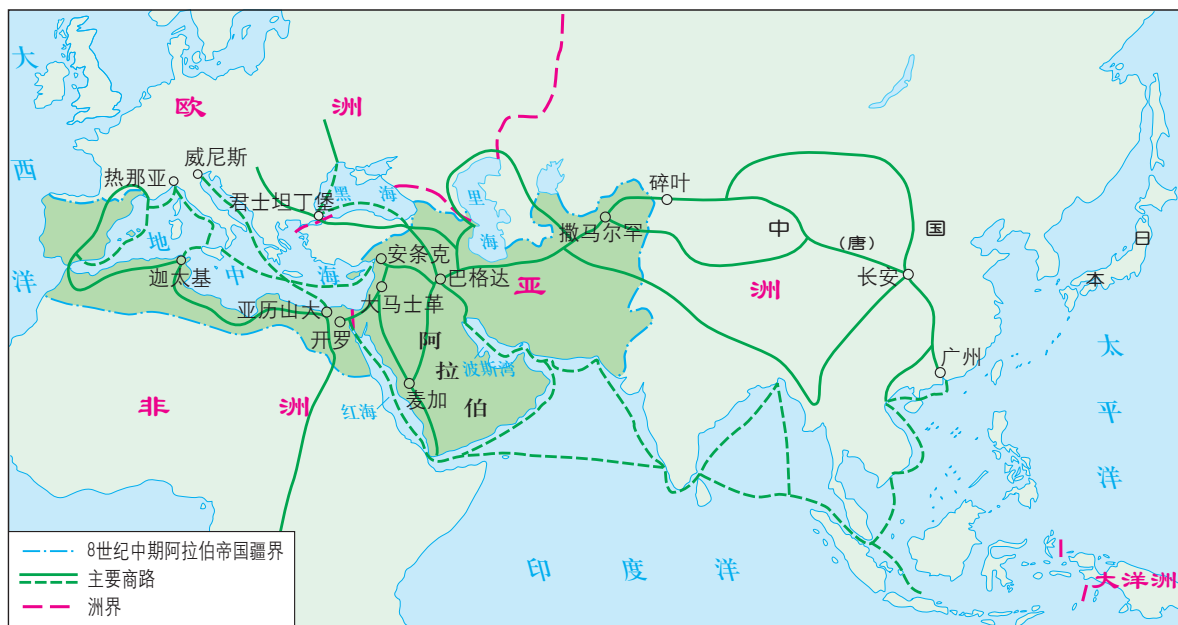 大西洋
欧洲
威尼斯
热那亚
君士坦丁堡
黑海
里海
碎叶
撒马尔罕
中国
（唐）
日本
地中海
安条克
巴格达
亚洲
长安
迦太基
大马士革
亚历山大
开罗
阿拉伯
波斯湾
广州
太平洋
非洲
麦加
红海
印度洋
大洋洲
8世纪中期阿拉伯帝国疆界
主要商路
洲界